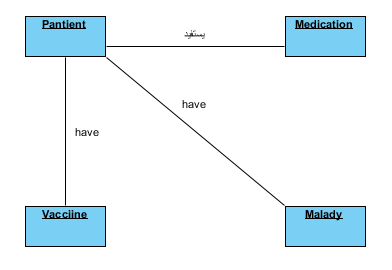 Pantient
يستفيد
Medication
have
have
Vacciine
Malady